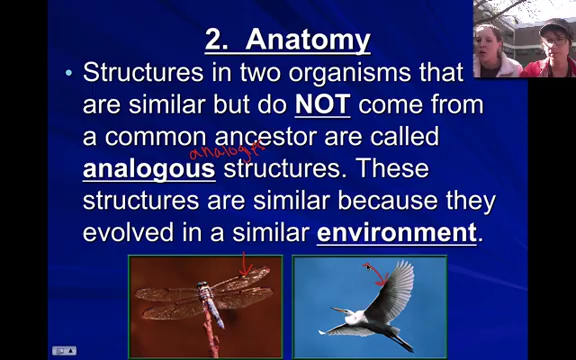 2. Anatomy
• Structures in two organisms that
are similar but do NOT come from
a common ancestor are called
analogous structures. These
structures are similar because they
evolved in a similar environment.